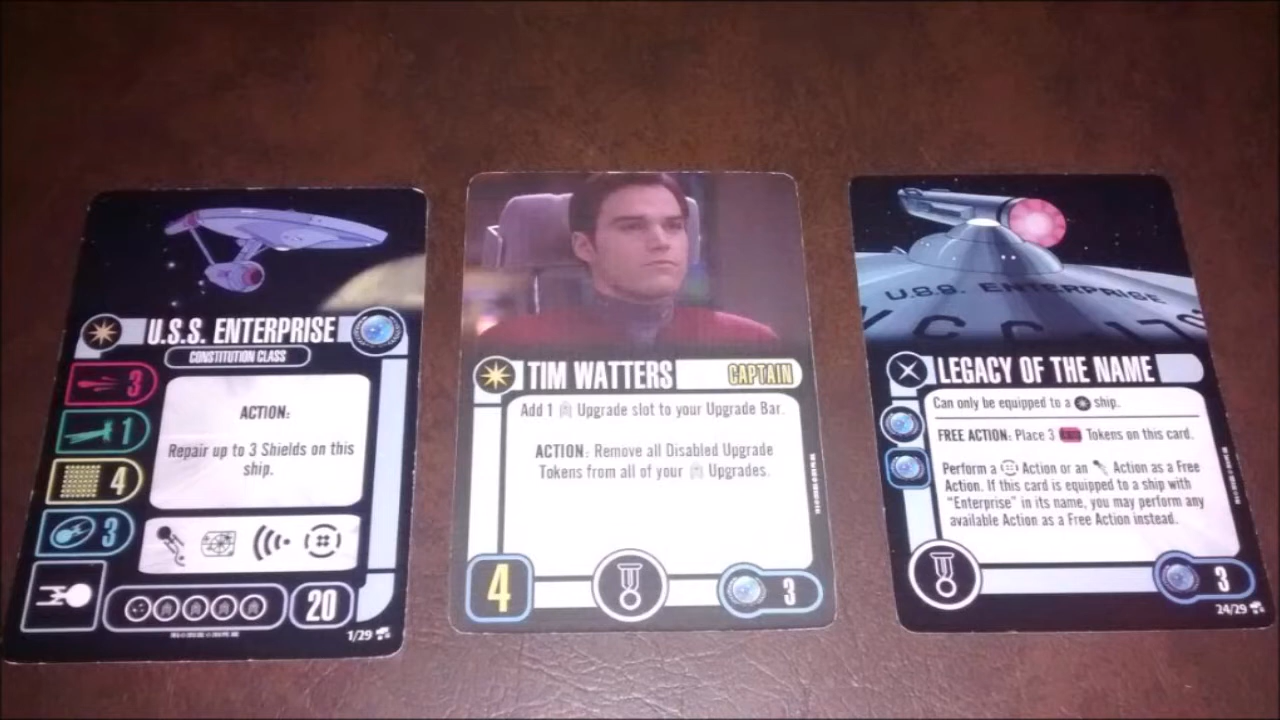 U.S.S. ENTERPRISE
CONSTITUTION CLASS
3
1
4
3
ACTION:
Repair up to 3 Shields on this
ship.
20
1/29
TIM WATTERS
CAPTAIN
Add 1 Upgrade slot to your Upgrade Bar.
ACTION: Remove all Disabled Upgrade
Tokens from all of your Upgrades.
4
3
U.S.S. ENTERPRISE
LEGACY OF THE NAME
Can only be equipped to a ship.
FREE ACTION: Place 3 Tokens on this card.
Perform a Action or an Action as a Free
Action. If this card is equipped to a ship with
"Enterprise" in its name, you may perform any
available Action as a Free Action instead.
3
24/29